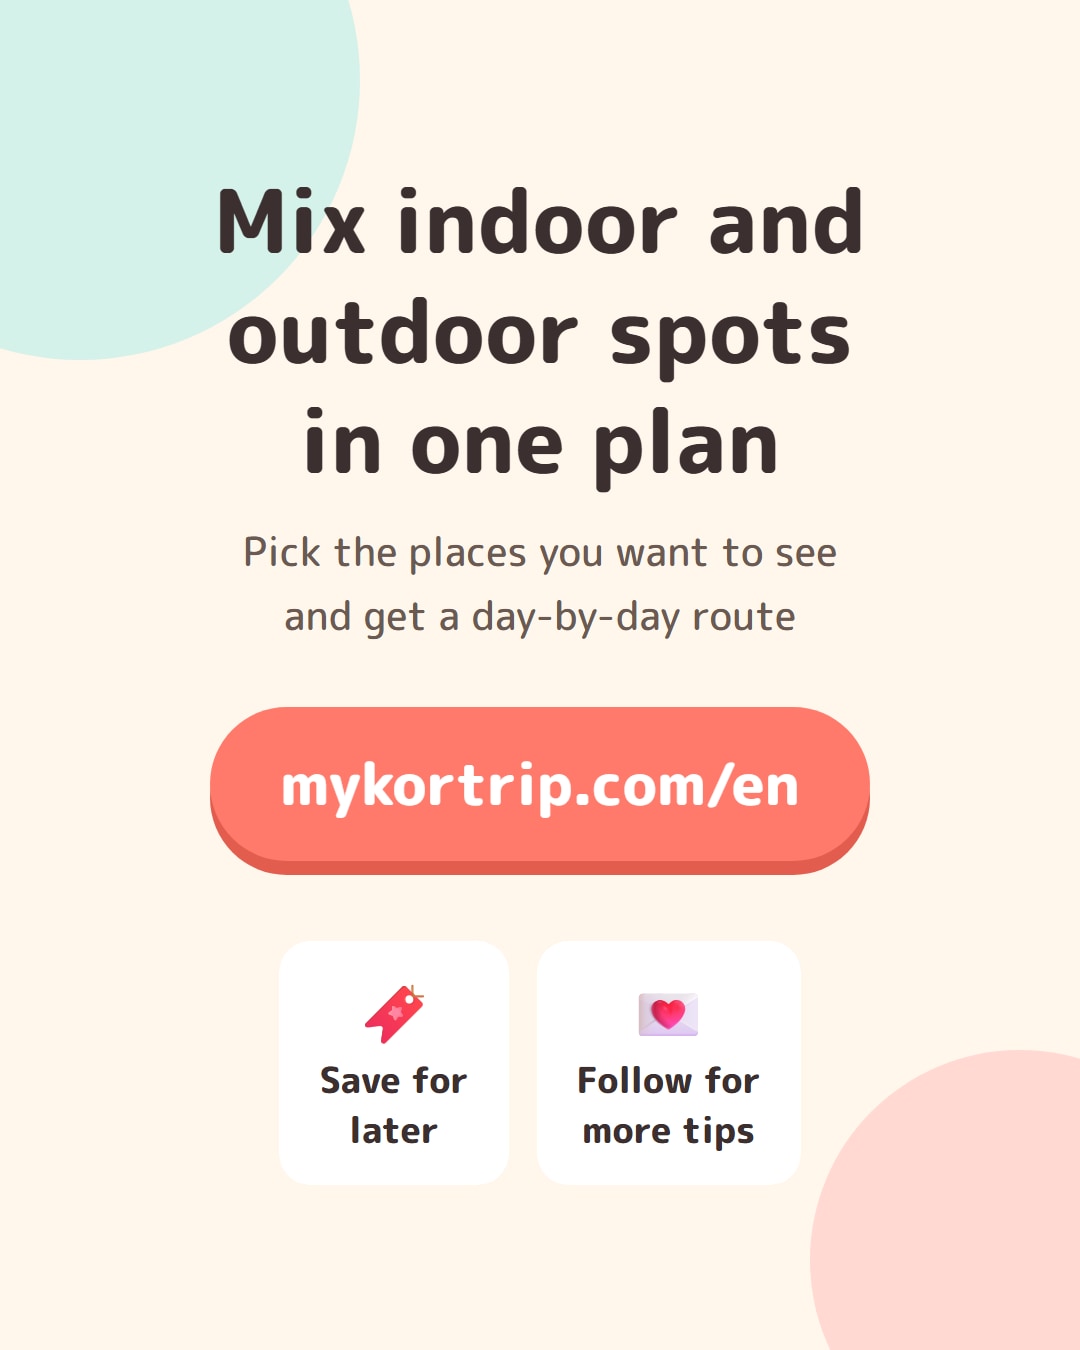 Mix indoor and
outdoor spots
in one plan
Pick the places you want to see
and get a day-by-day route
mykortrip.com/en
Save for
later
Follow for
more tips